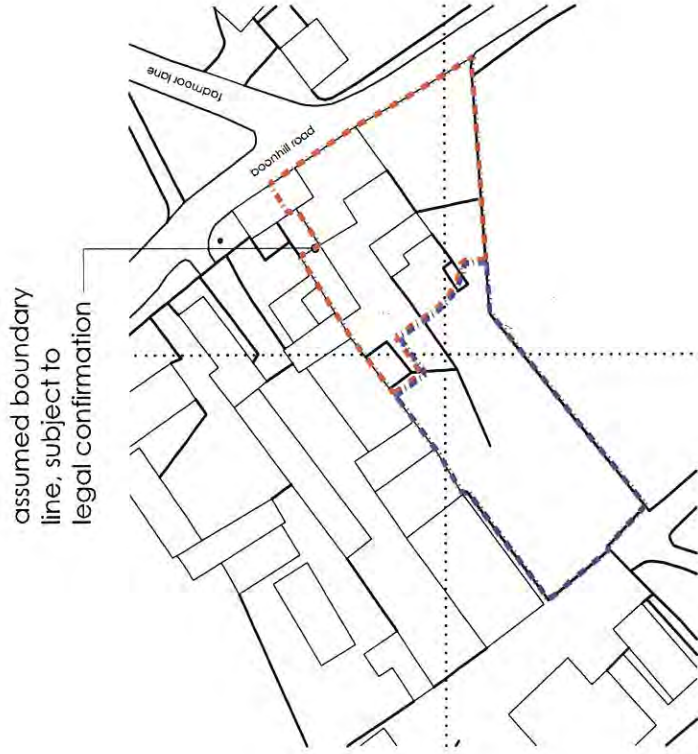 assumed boundary
line, subject to
legal confirmation
fadmoor lane
boonhill road